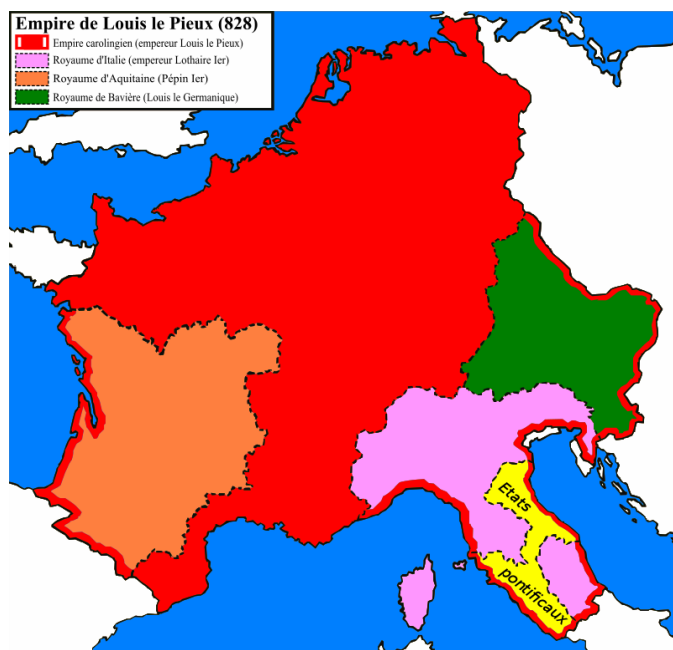 Empire de Louis le Pieux (828)
Empire carolingien (empereur Louis le Pieux)
Royaume d'Italie (empereur Lothaire Ier)
Royaume d'Aquitaine (Pépin Ier)
Royaume de Bavière (Louis le Germanique)
Etats
pontificaux